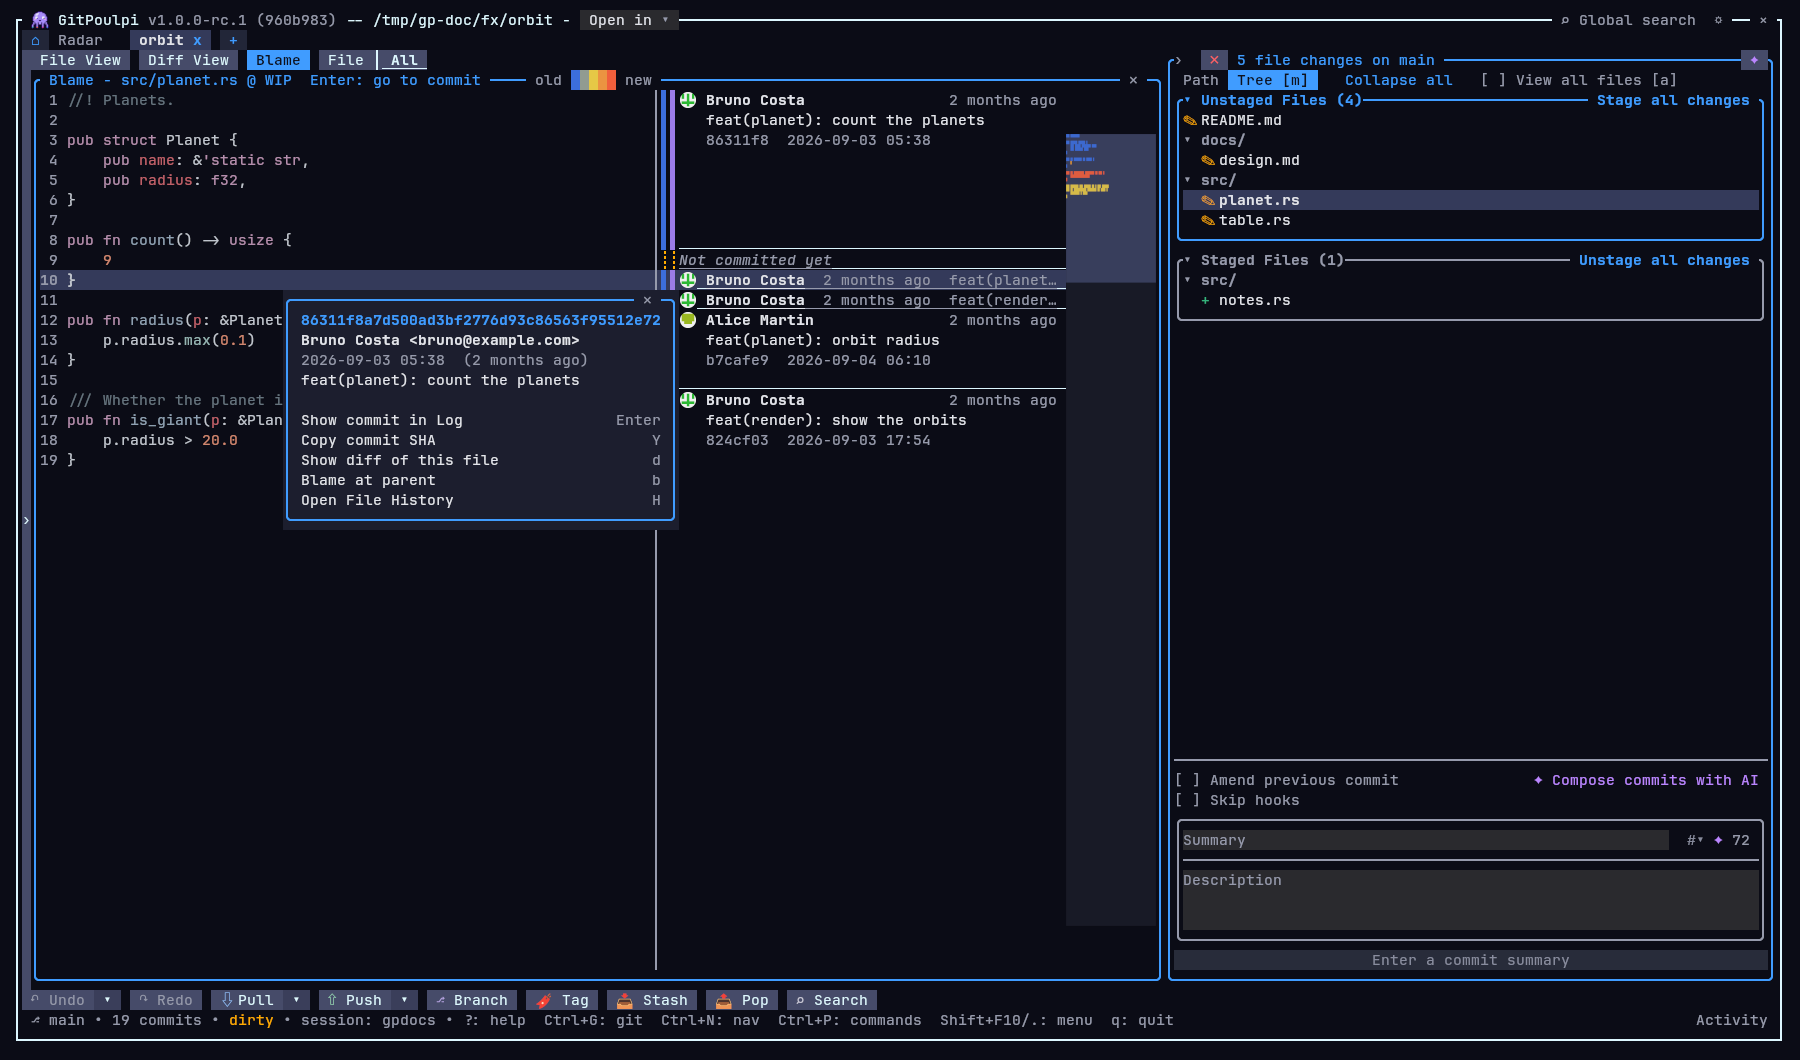 GitPoulpi v1.0.0-rc.1 (960b983) –– /tmp/gp-doc/fx/orbit - Open in ▾ ⌕ Global search ×
⌂ Radar orbit x +
File View Diff View Blame File All
Blame - src/planet.rs @ WIP Enter: go to commit old new ×
1 //! Planets.
2
3 pub struct Planet {
4 pub name: &'static str,
5 pub radius: f32,
6 }
7
8 pub fn count() -> usize {
9 9
10 }
11
12 pub fn radius(p: &Planet
13 p.radius.max(0.1)
14 }
15
16 /// Whether the planet i
17 pub fn is_giant(p: &Plan
18 p.radius > 20.0
19 }
Bruno Costa 2 months ago
feat(planet): count the planets
86311f8 2026-09-03 05:38
Not committed yet
Bruno Costa 2 months ago feat(planet…
Bruno Costa 2 months ago feat(render…
Alice Martin 2 months ago
feat(planet): orbit radius
b7cafe9 2026-09-04 06:10
Bruno Costa 2 months ago
feat(render): show the orbits
824cf03 2026-09-03 17:54
×
86311f8a7d500ad3bf2776d93c86563f95512e72
Bruno Costa <bruno@example.com>
2026-09-03 05:38 (2 months ago)
feat(planet): count the planets
Show commit in Log Enter
Copy commit SHA Y
Show diff of this file d
Blame at parent b
Open File History H
› × 5 file changes on main ✦
Path Tree [m] Collapse all [ ] View all files [a]
▾ Unstaged Files (4) Stage all changes
README.md
▾ docs/
design.md
▾ src/
planet.rs
table.rs
▾ Staged Files (1) Unstage all changes
▾ src/
+ notes.rs
[ ] Amend previous commit ✦ Compose commits with AI
[ ] Skip hooks
Summary #▾ ✦ 72
Description
Enter a commit summary
Undo ▾ Redo Pull ▾ Push ▾ Branch Tag Stash Pop ⌕ Search
main • 19 commits • dirty • session: gpdocs • ?: help Ctrl+G: git Ctrl+N: nav Ctrl+P: commands Shift+F10/.: menu q: quit Activity